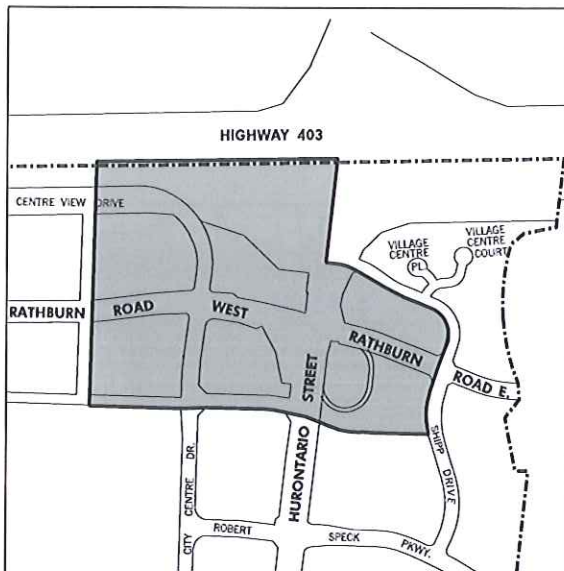 HIGHWAY 403
CENTRE VIEW DRIVE
VILLAGE
CENTRE
PL
VILLAGE
CENTRE
COURT
RATHBURN ROAD WEST
RATHBURN ROAD E.
HURONTARIO STREET
SHIPP DRIVE
CITY CENTRE DR.
ROBERT SPECK PKWY.